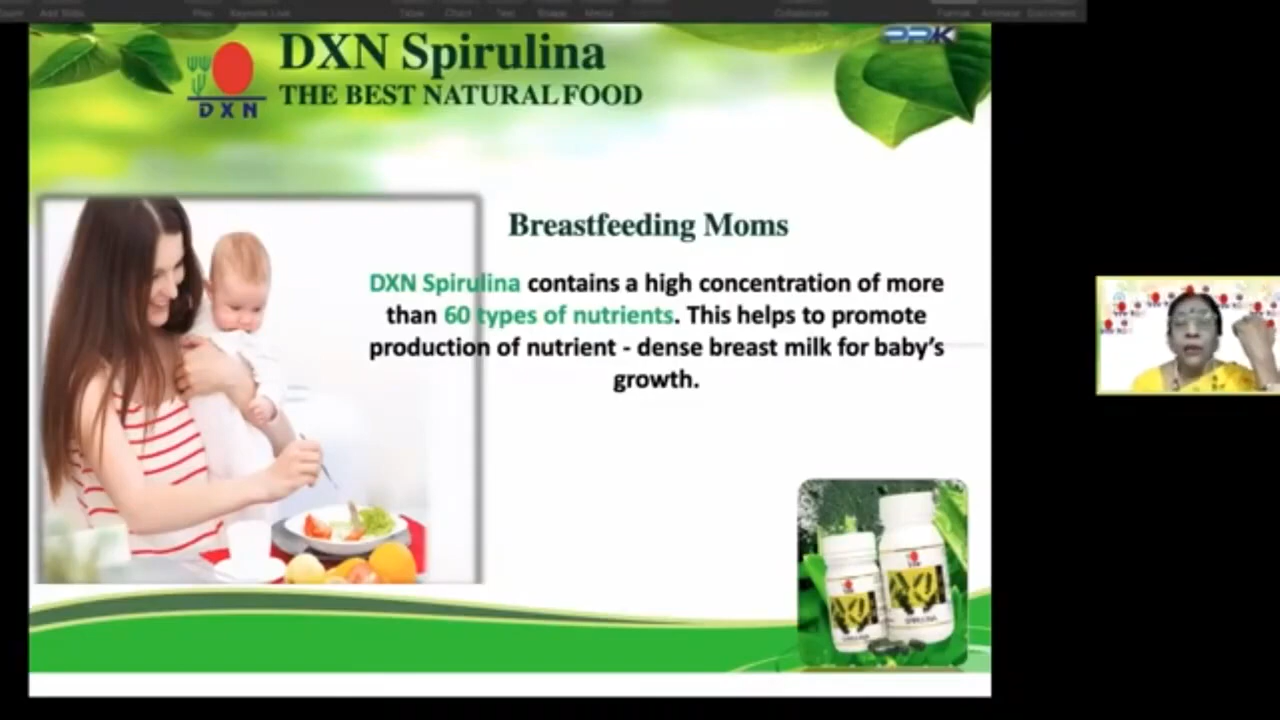 DXN Spirulina
THE BEST NATURAL FOOD
DXN
Breastfeeding Moms
DXN Spirulina contains a high concentration of more
than 60 types of nutrients. This helps to promote
production of nutrient - dense breast milk for baby's
growth.
SPIRULINA